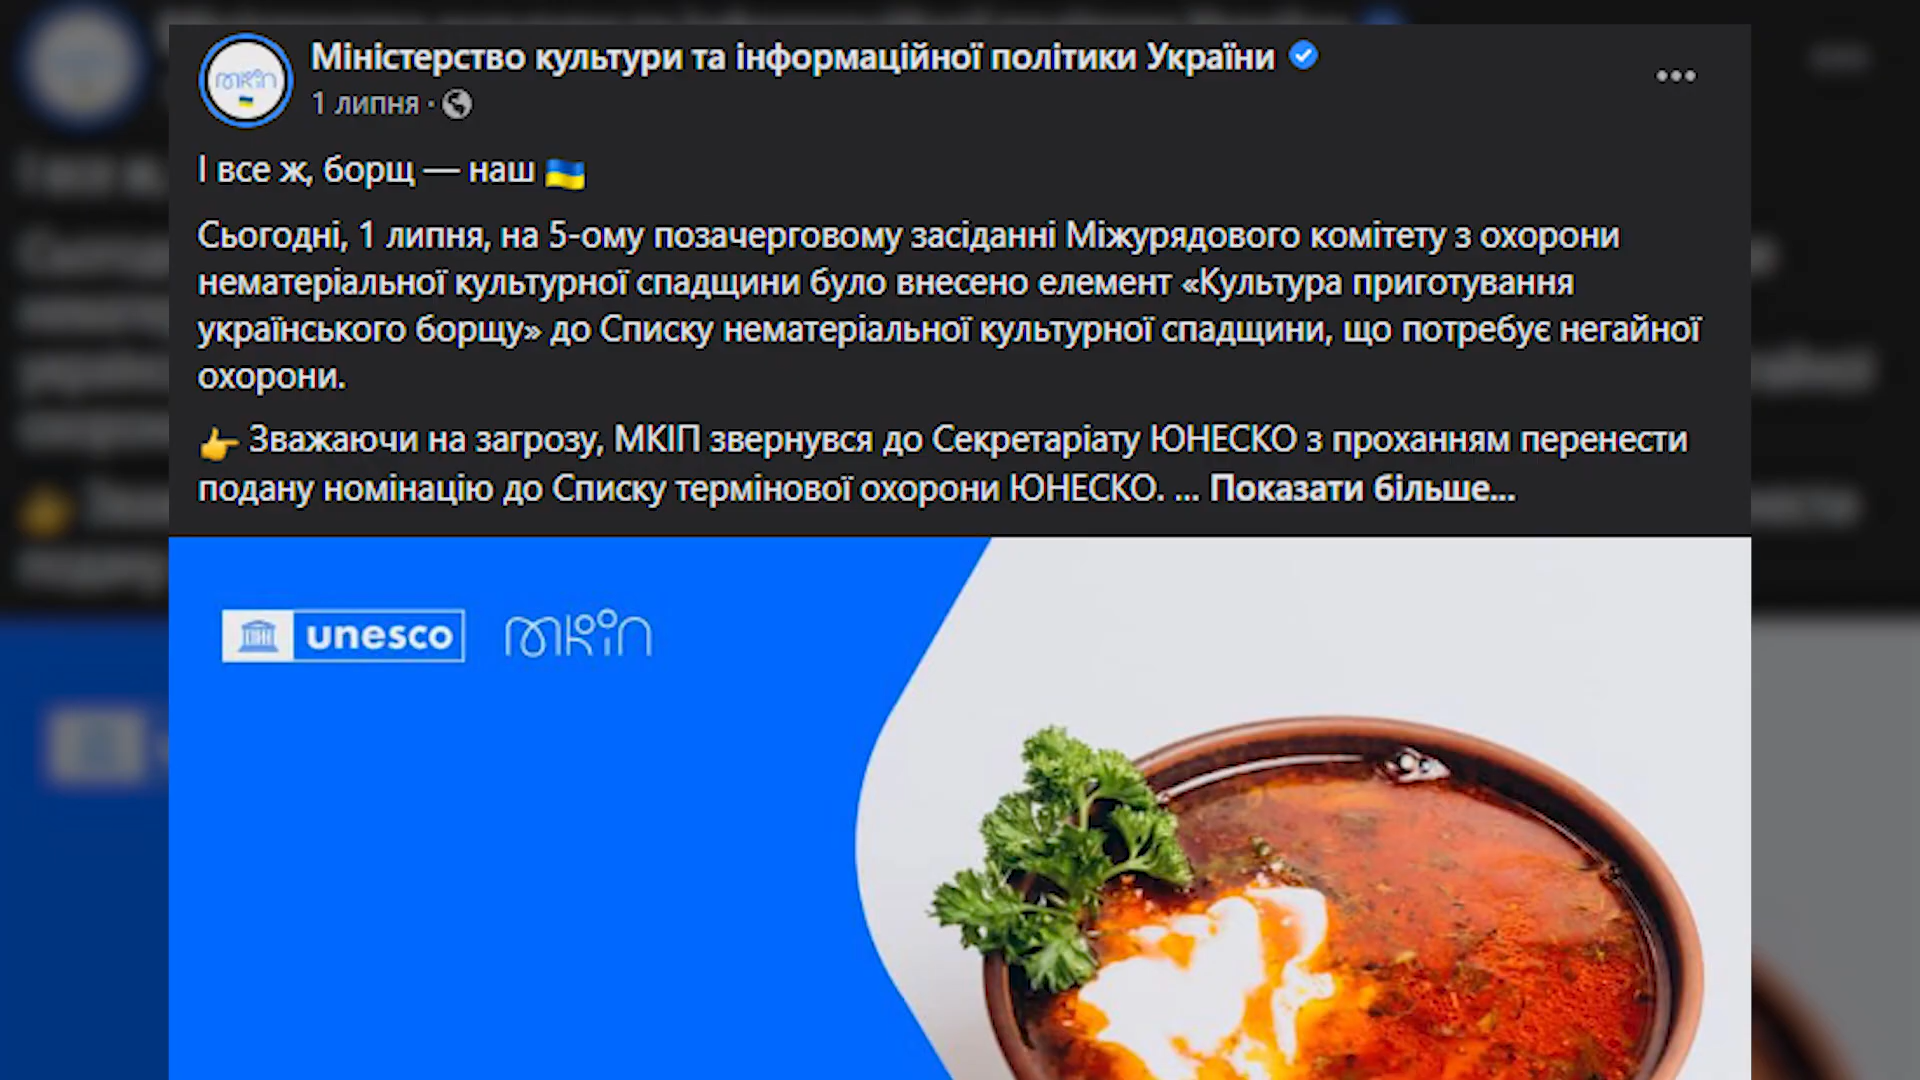 Міністерство культури та інформаційної політики України
1 липня ·
І все ж, борщ — наш
Сьогодні, 1 липня, на 5-ому позачерговому засіданні Міжурядового комітету з охорони
нематеріальної культурної спадщини було внесено елемент «Культура приготування
українського борщу» до Списку нематеріальної культурної спадщини, що потребує негайної
охорони.
Зважаючи на загрозу, МКІП звернувся до Секретаріату ЮНЕСКО з проханням перенести
подану номінацію до Списку термінової охорони ЮНЕСКО. ... Показати більше...
unesco
мкіп